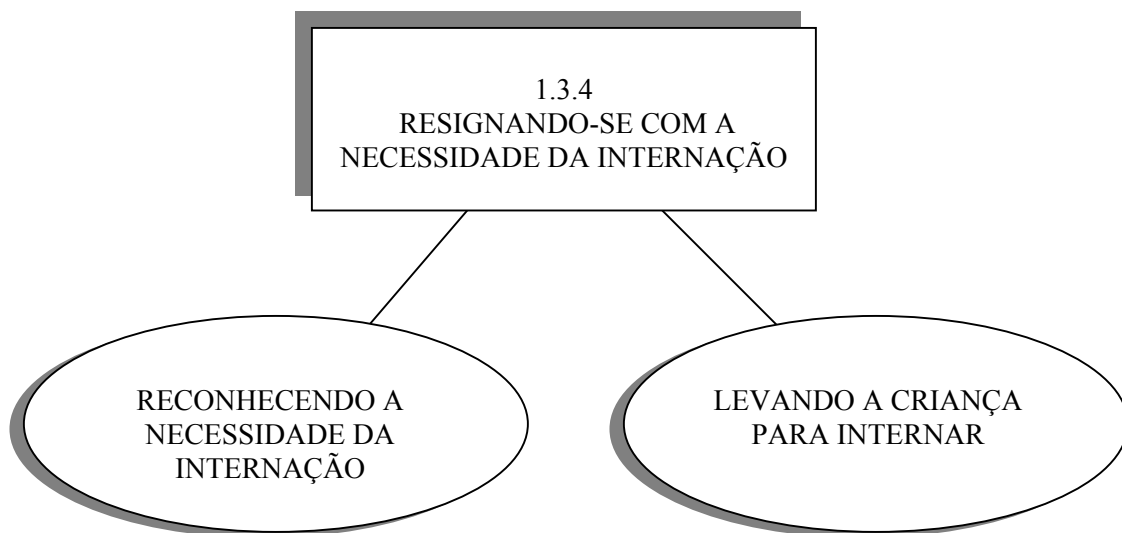 1.3.4
RESIGNANDO-SE COM A
NECESSIDADE DA INTERNAÇÃO
RECONHECENDO A
NECESSIDADE DA
INTERNAÇÃO
LEVANDO A CRIANÇA
PARA INTERNAR